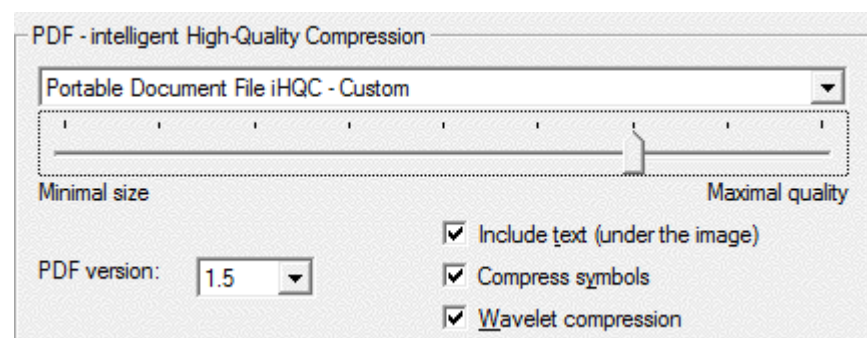 PDF - intelligent High-Quality Compression
Portable Document File iHQC - Custom
Minimal size Maximal quality
Include text (under the image)
PDF version: 1.5
Compress symbols
Wavelet compression